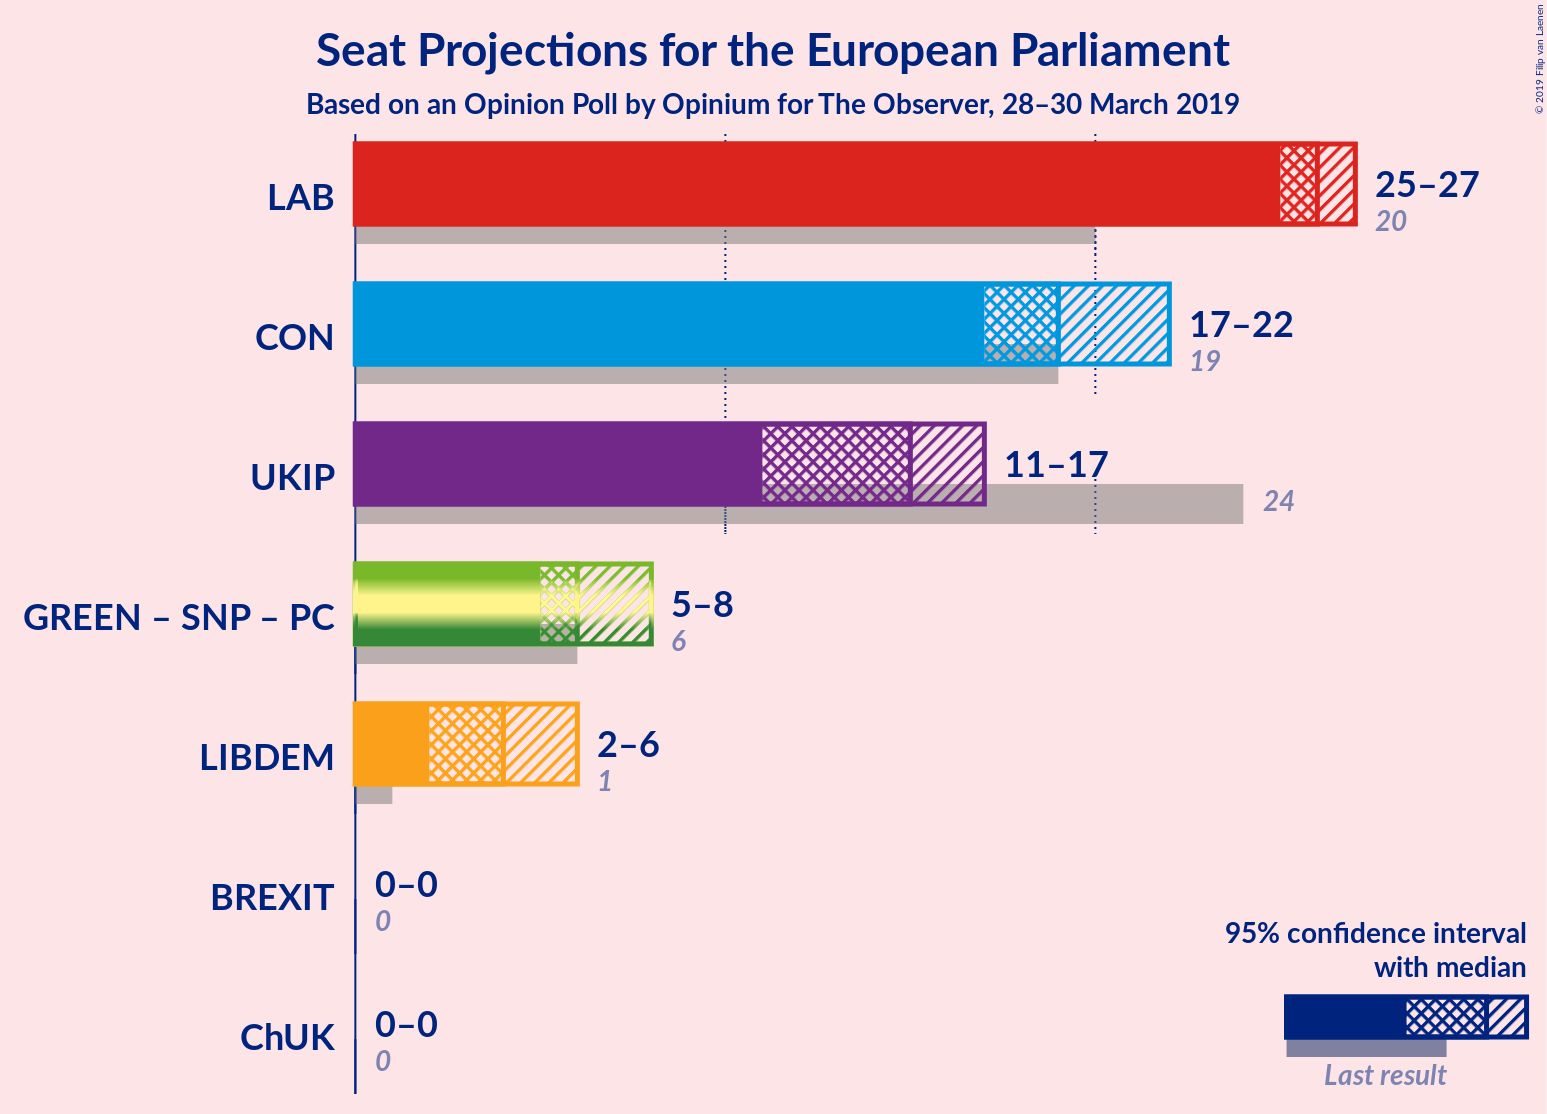 Seat Projections for the European Parliament
Based on an Opinion Poll by Opinium for The Observer, 28–30 March 2019
© 2019 Filip van Laenen
LAB
25–27
20
CON
17–22
19
UKIP
11–17
24
GREEN – SNP – PC
5–8
6
LIBDEM
2–6
1
BREXIT
0–0
0
ChUK
0–0
0
95% confidence interval
with median
Last result